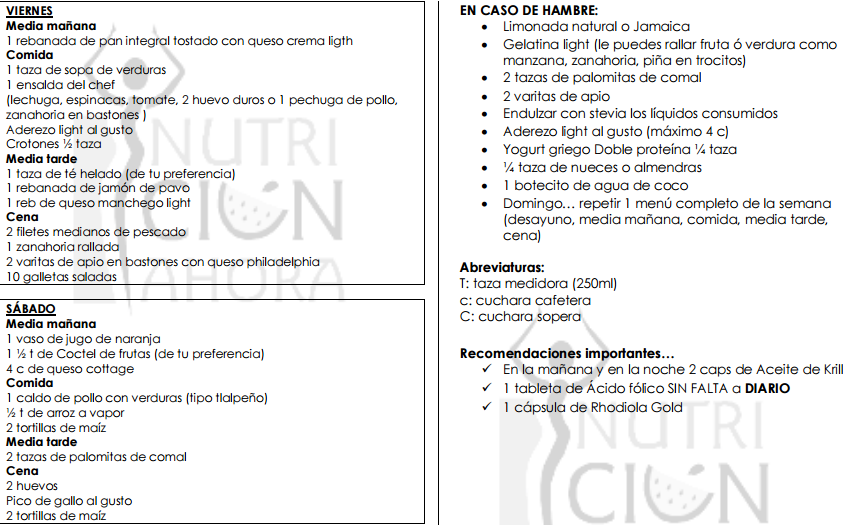 VIERNES
Media mañana
1 rebanada de pan integral tostado con queso crema ligth
Comida
1 taza de sopa de verduras
1 ensalda del chef
(lechuga, espinacas, tomate, 2 huevo duros o 1 pechuga de pollo,
zanahoria en bastones )
Aderezo light al gusto
Crotones ½ taza
Media tarde
1 taza de té helado (de tu preferencia)
1 rebanada de jamón de pavo
1 reb de queso manchego light
Cena
2 filetes medianos de pescado
1 zanahoria rallada
2 varitas de apio en bastones con queso philadelphia
10 galletas saladas
NUTRI
CIÓN
AHORA
SÁBADO
Media mañana
1 vaso de jugo de naranja
1 ½ t de Coctel de frutas (de tu preferencia)
4 c de queso cottage
Comida
1 caldo de pollo con verduras (tipo tlalpeño)
½ t de arroz a vapor
2 tortillas de maíz
Media tarde
2 tazas de palomitas de comal
Cena
2 huevos
Pico de gallo al gusto
2 tortillas de maíz
EN CASO DE HAMBRE:
• Limonada natural o Jamaica
• Gelatina light (le puedes rallar fruta ó verdura como
manzana, zanahoria, piña en trocitos)
• 2 tazas de palomitas de comal
• 2 varitas de apio
• Endulzar con stevia los líquidos consumidos
• Aderezo light al gusto (máximo 4 c)
• Yogurt griego Doble proteína ¼ taza
• ¼ taza de nueces o almendras
• 1 botecito de agua de coco
• Domingo… repetir 1 menú completo de la semana
(desayuno, media mañana, comida, media tarde,
cena)
Abreviaturas:
T: taza medidora (250ml)
c: cuchara cafetera
C: cuchara sopera
Recomendaciones importantes…
✓ En la mañana y en la noche 2 caps de Aceite de Krill
✓ 1 tableta de Ácido fólico SIN FALTA a DIARIO
✓ 1 cápsula de Rhodiola Gold
NUTRI
CIÓN